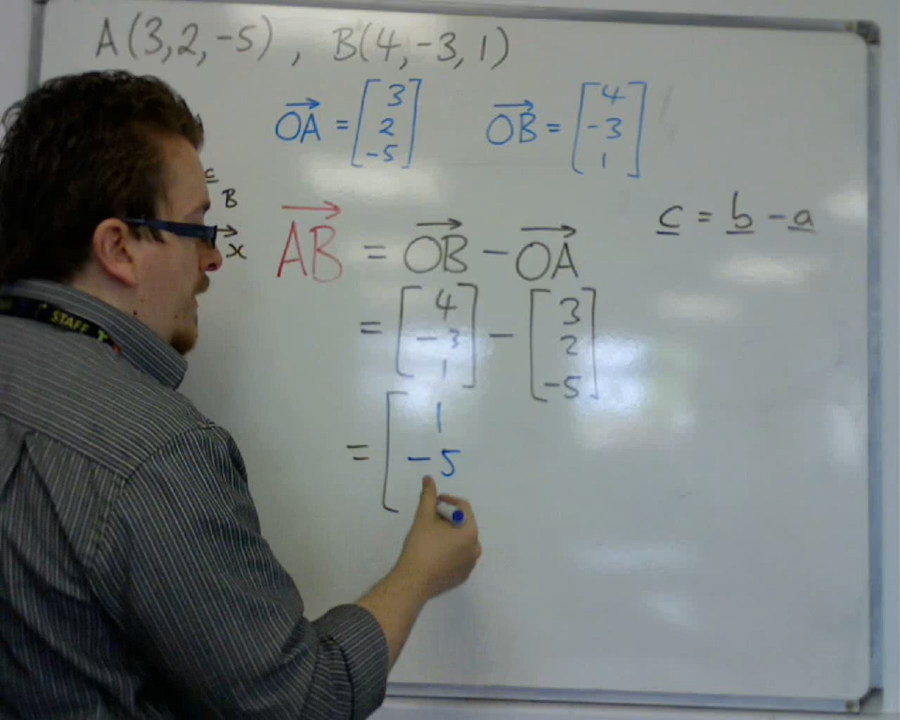 A(3,2,-5) , B(4,-3,1)
OA = [3 2 -5] OB = [4 -3 1]
c
B
x
AB = OB - OA
c = b - a
= [4 -3 1] - [3 2 -5]
= [1 -5
STAFF